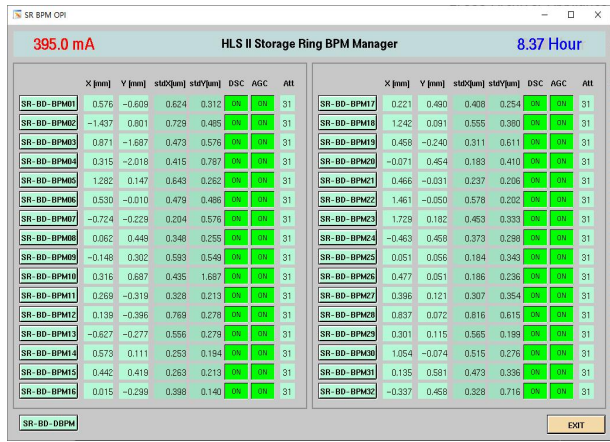 SR BPM OPI
395.0 mA HLS II Storage Ring BPM Manager 8.37 Hour
X [mm] Y [mm] stdX[um] stdY[um] DSC AGC Att
SR-BD-BPM01 0.576 -0.609 0.624 0.312 ON ON 31
SR-BD-BPM02 -1.437 0.801 0.729 0.485 ON ON 31
SR-BD-BPM03 0.871 -1.687 0.473 0.576 ON ON 31
SR-BD-BPM04 0.315 -2.018 0.415 0.787 ON ON 31
SR-BD-BPM05 1.282 0.147 0.643 0.262 ON ON 31
SR-BD-BPM06 0.530 -0.010 0.479 0.486 ON ON 31
SR-BD-BPM07 -0.724 -0.229 0.204 0.576 ON ON 31
SR-BD-BPM08 0.062 0.449 0.348 0.255 ON ON 31
SR-BD-BPM09 -0.148 0.302 0.593 0.549 ON ON 31
SR-BD-BPM10 0.316 0.687 0.435 1.687 ON ON 31
SR-BD-BPM11 0.269 -0.319 0.328 0.213 ON ON 31
SR-BD-BPM12 0.139 -0.396 0.769 0.278 ON ON 31
SR-BD-BPM13 -0.627 -0.277 0.556 0.279 ON ON 31
SR-BD-BPM14 0.573 0.111 0.253 0.194 ON ON 31
SR-BD-BPM15 0.442 0.419 0.263 0.213 ON ON 31
SR-BD-BPM16 0.015 -0.299 0.398 0.140 ON ON 31
X [mm] Y [mm] stdX[um] stdY[um] DSC AGC Att
SR-BD-BPM17 0.221 0.490 0.408 0.254 ON ON 31
SR-BD-BPM18 1.242 0.091 0.555 0.380 ON ON 31
SR-BD-BPM19 0.458 -0.240 0.311 0.611 ON ON 31
SR-BD-BPM20 -0.071 0.454 0.183 0.410 ON ON 31
SR-BD-BPM21 0.466 -0.031 0.237 0.206 ON ON 31
SR-BD-BPM22 1.461 -0.050 0.578 0.202 ON ON 31
SR-BD-BPM23 1.729 0.182 0.453 0.333 ON ON 31
SR-BD-BPM24 -0.463 0.458 0.373 0.298 ON ON 31
SR-BD-BPM25 0.051 0.056 0.184 0.343 ON ON 31
SR-BD-BPM26 0.477 0.051 0.186 0.236 ON ON 31
SR-BD-BPM27 0.396 0.121 0.307 0.354 ON ON 31
SR-BD-BPM28 0.837 0.072 0.816 0.615 ON ON 31
SR-BD-BPM29 0.301 0.115 0.565 0.199 ON ON 31
SR-BD-BPM30 1.054 -0.074 0.515 0.276 ON ON 31
SR-BD-BPM31 0.135 0.581 0.473 0.336 ON ON 31
SR-BD-BPM32 -0.337 0.458 0.328 0.716 ON ON 31
SR-BD-DBPM EXIT